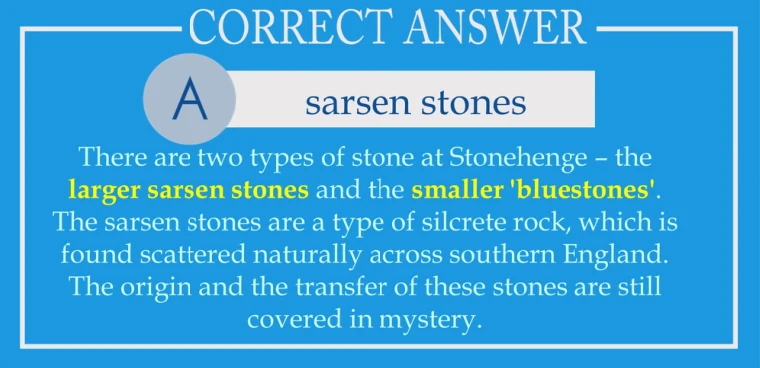 CORRECT ANSWER
A
sarsen stones
There are two types of stone at Stonehenge – the
larger sarsen stones and the smaller 'bluestones'.
The sarsen stones are a type of silcrete rock, which is
found scattered naturally across southern England.
The origin and the transfer of these stones are still
covered in mystery.